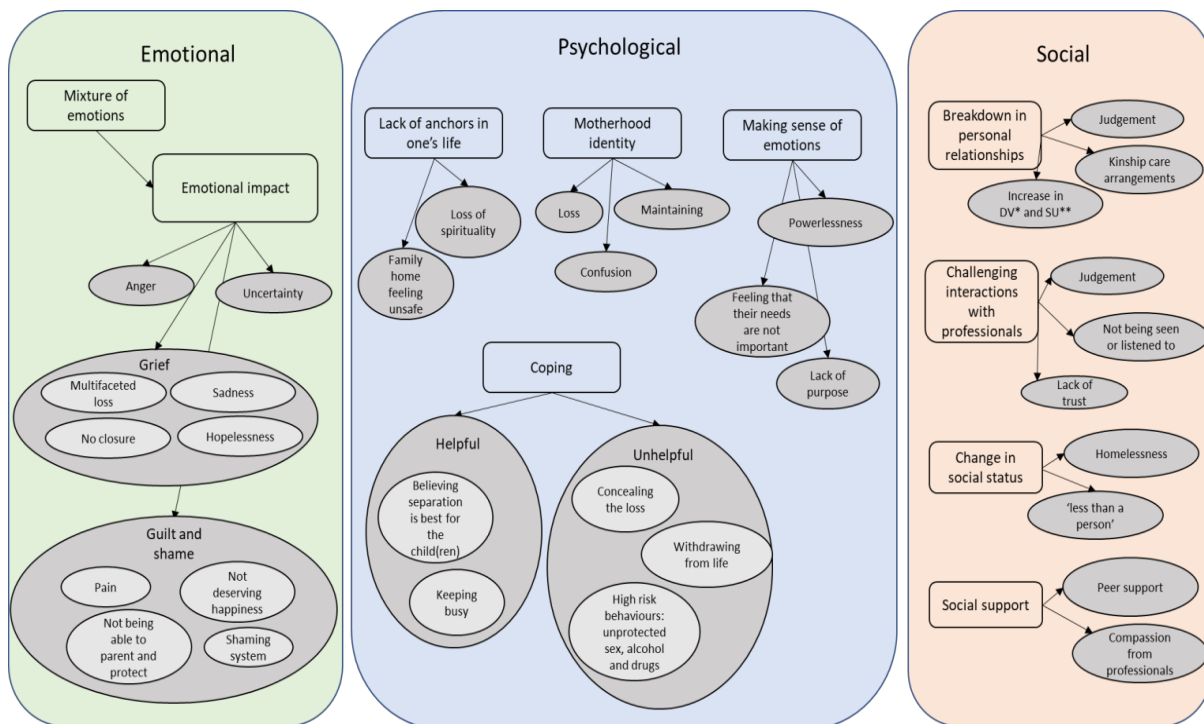 Emotional
Mixture of
emotions
Emotional impact
Anger
Uncertainty
Grief
Multifaceted
loss
Sadness
No closure
Hopelessness
Guilt and
shame
Pain
Not
deserving
happiness
Not being
able to
parent and
protect
Shaming
system
Psychological
Lack of anchors in
one's life
Loss of
spirituality
Family
home
feeling
unsafe
Motherhood
identity
Loss
Maintaining
Confusion
Making sense of
emotions
Powerlessness
Feeling that
their needs
are not
important
Lack of
purpose
Coping
Helpful
Believing
separation
is best for
the
child(ren)
Keeping
busy
Unhelpful
Concealing
the loss
Withdrawing
from life
High risk
behaviours:
unprotected
sex, alcohol
and drugs
Social
Breakdown in
personal
relationships
Judgement
Kinship care
arrangements
Increase in
DV* and SU**
Challenging
interactions
with
professionals
Judgement
Not being seen
or listened to
Lack of
trust
Change in
social status
Homelessness
‘less than a
person’
Social support
Peer support
Compassion
from
professionals